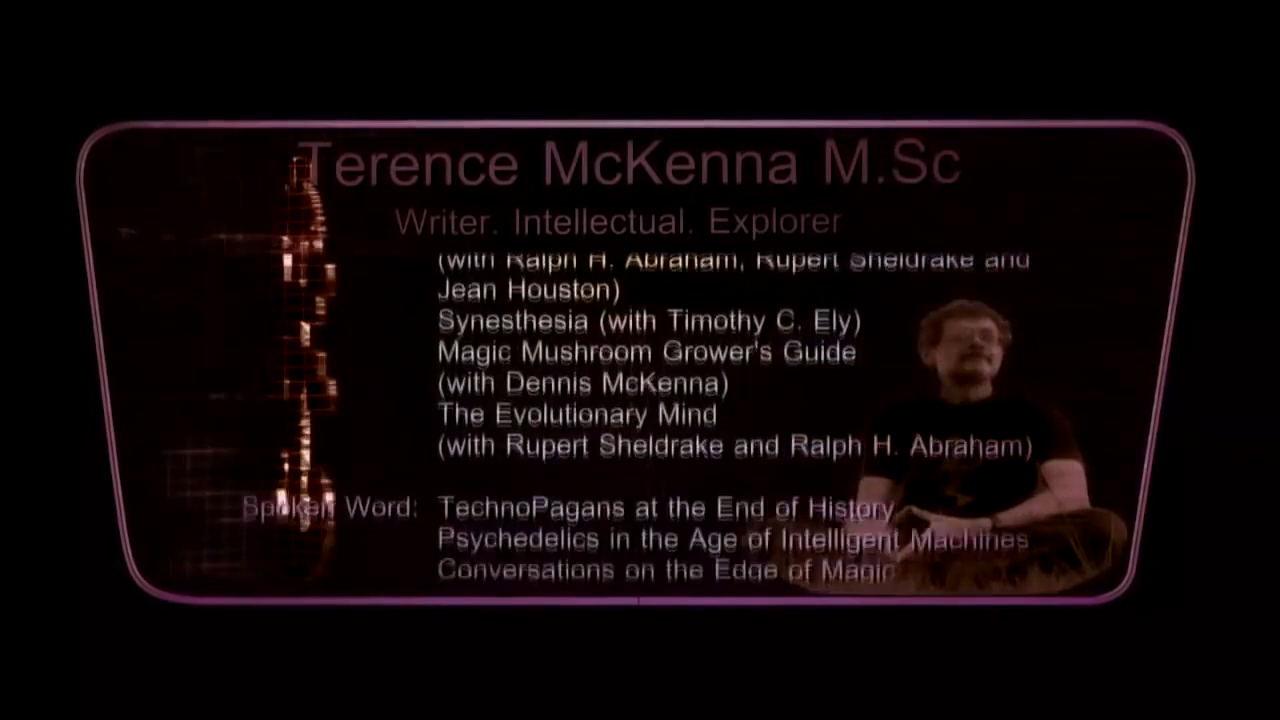 Terence McKenna M.Sc
Writer. Intellectual. Explorer
(with Ralph H. Abraham, Rupert Sheldrake and
Jean Houston)
Synesthesia (with Timothy C. Ely)
Magic Mushroom Grower's Guide
(with Dennis McKenna)
The Evolutionary Mind
(with Rupert Sheldrake and Ralph H. Abraham)
Spoken Word: TechnoPagans at the End of History
Psychedelics in the Age of Intelligent Machines
Conversations on the Edge of Magic